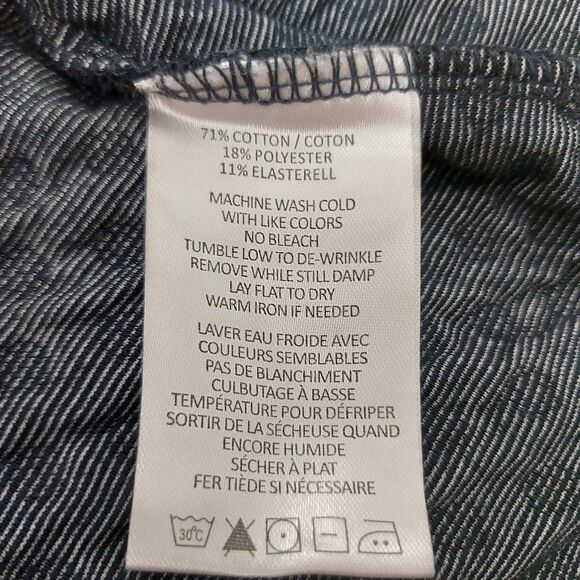 71% COTTON / COTON
18% POLYESTER
11% ELASTERELL
MACHINE WASH COLD
WITH LIKE COLORS
NO BLEACH
TUMBLE LOW TO DE-WRINKLE
REMOVE WHILE STILL DAMP
LAY FLAT TO DRY
WARM IRON IF NEEDED
LAVER EAU FROIDE AVEC
COULEURS SEMBLABLES
PAS DE BLANCHIMENT
CULBUTAGE À BASSE
TEMPÉRATURE POUR DÉFRIPER
SORTIR DE LA SÉCHEUSE QUAND
ENCORE HUMIDE
SÉCHER À PLAT
FER TIÈDE SI NÉCESSAIRE
30°C